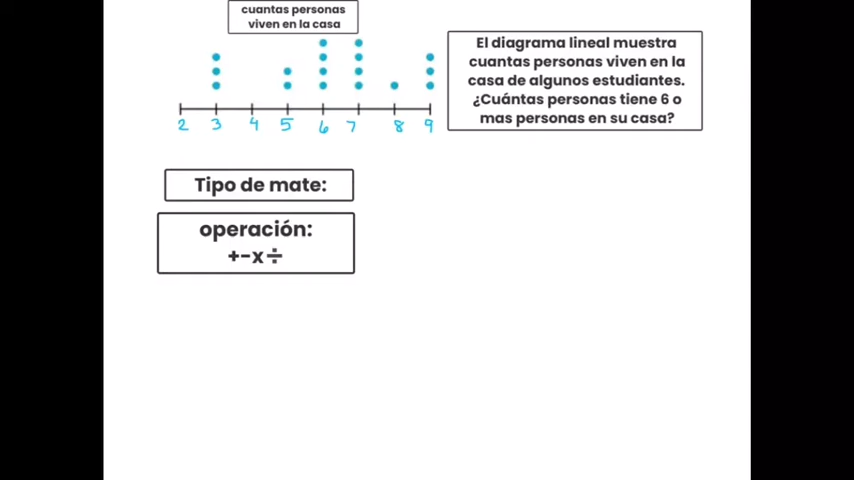 cuantas personas
viven en la casa
El diagrama lineal muestra
cuantas personas viven en la
casa de algunos estudiantes.
¿Cuántas personas tiene 6 o
mas personas en su casa?
2 3 4 5 6 7 8 9
Tipo de mate:
operación:
+-x÷